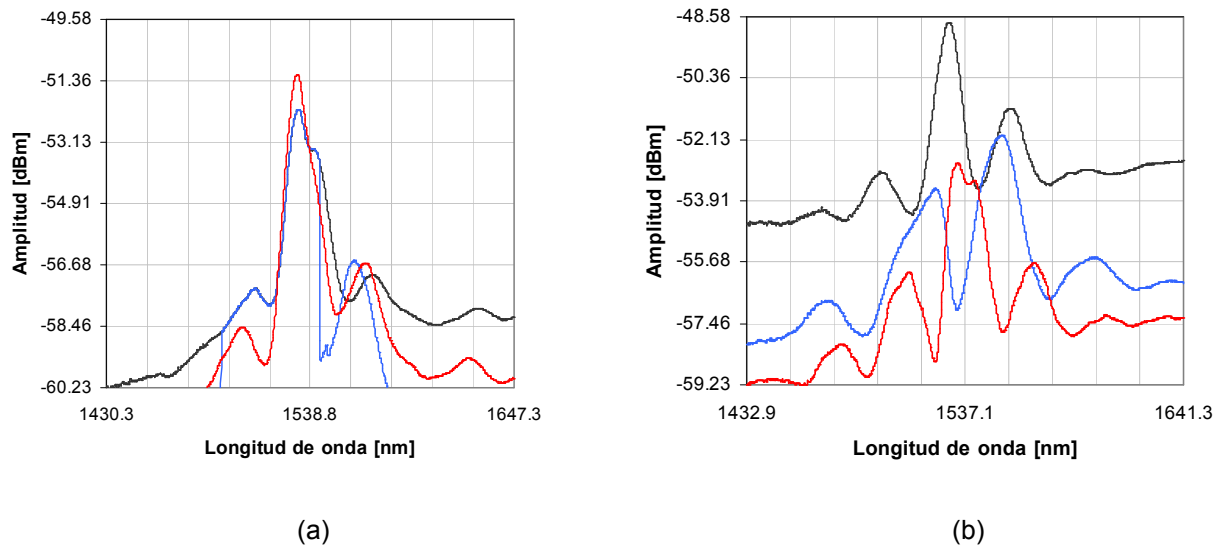 -49.58
-51.36
-53.13
-54.91
-56.68
-58.46
-60.23
Amplitud [dBm]
1430.3 1538.8 1647.3
Longitud de onda [nm]
(a)
-48.58
-50.36
-52.13
-53.91
-55.68
-57.46
-59.23
Amplitud [dBm]
1432.9 1537.1 1641.3
Longitud de onda [nm]
(b)